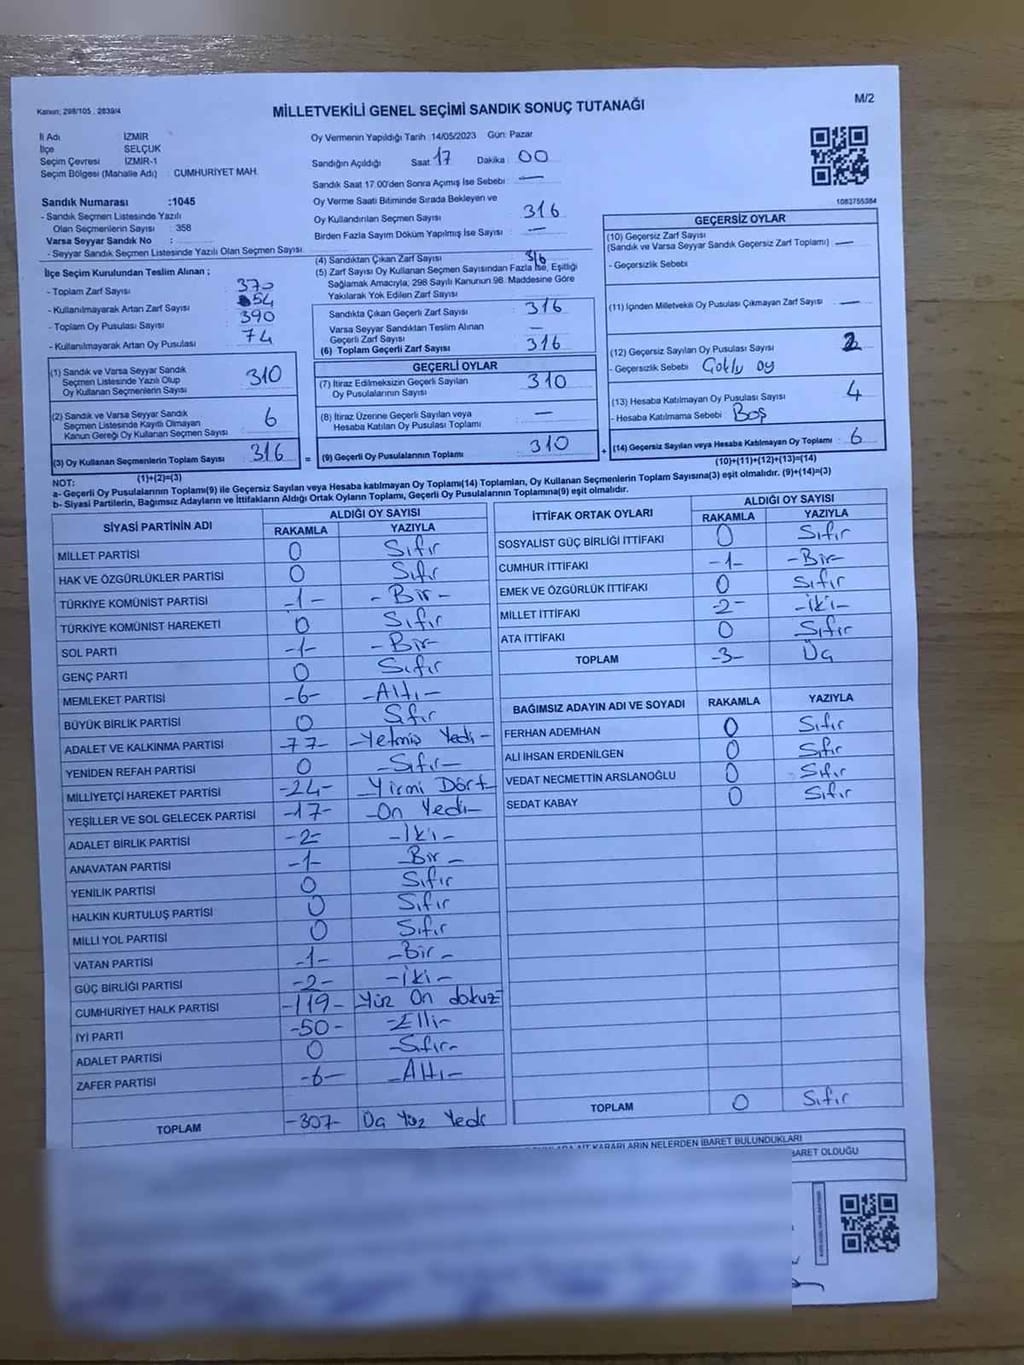 Kanun: 298/105 , 2839/4
MİLLETVEKİLİ GENEL SEÇİMİ SANDIK SONUÇ TUTANAĞI
M/2
İl Adı İZMİR
İlçe SELÇUK
Seçim Çevresi İZMİR-1
Seçim Bölgesi (Mahalle Adı) : CUMHURİYET MAH.
Oy Vermenin Yapıldığı Tarih :14/05/2023 Gün: Pazar
Sandığın Açıldığı Saat 17 Dakika : 00
Sandık Saat 17:00'den Sonra Açımış İse Sebebi : —
Sandık Numarası :1045
- Sandık Seçmen Listesinde Yazılı
Olan Seçmenlerin Sayısı : 358
Varsa Seyyar Sandık No :
- Seyyar Sandık Seçmen Listesinde Yazılı Olan Seçmen Sayısı
Oy Verme Saati Bitiminde Sırada Bekleyen ve
Oy Kullandırılan Seçmen Sayısı 316
Birden Fazla Sayım Döküm Yapılmış İse Sayısı : —
1083755384
İlçe Seçim Kurulundan Teslim Alınan ;
- Toplam Zarf Sayısı : 370
- Kullanılmayarak Artan Zarf Sayısı : 54
- Toplam Oy Pusulası Sayısı : 390
- Kullanılmayarak Artan Oy Pusulası : 74
(1) Sandık ve Varsa Seyyar Sandık
Seçmen Listesinde Yazılı Olup
Oy Kullanan Seçmenlerin Sayısı 310
(2) Sandık ve Varsa Seyyar Sandık
Seçmen Listesinde Kayıtlı Olmayan
Kanun Gereği Oy Kullanan Seçmen Sayısı 6
(3) Oy Kullanan Seçmenlerin Toplam Sayısı 316
(1)+(2)=(3)
(4) Sandıktan Çıkan Zarf Sayısı : 316
(5) Zarf Sayısı Oy Kullanan Seçmen Sayısından Fazla İse, Eşitliği
Sağlamak Amacıyla, 298 Sayılı Kanunun 98. Maddesine Göre
Yakılarak Yok Edilen Zarf Sayısı
Sandıkta Çıkan Geçerli Zarf Sayısı : 316
Varsa Seyyar Sandıktan Teslim Alınan
Geçerli Zarf Sayısı : —
(6) Toplam Geçerli Zarf Sayısı : 316
GEÇERLİ OYLAR
(7) İtiraz Edilmeksizin Geçerli Sayılan
Oy Pusulasının Sayısı 310
(8) İtiraz Üzerine Geçerli Sayılan veya
Hesaba Katılan Oy Pusulası Toplamı —
= (9) Geçerli Oy Pusulalarının Toplamı 310
GEÇERSİZ OYLAR
(10) Geçersiz Zarf Sayısı
(Sandık ve Varsa Seyyar Sandık Geçersiz Zarf Toplamı) —
- Geçersizlik Sebebi
(11) İçinden Milletvekili Oy Pusulası Çıkmayan Zarf Sayısı —
(12) Geçersiz Sayılan Oy Pusulası Sayısı 2
- Geçersizlik Sebebi Çoklu oy
(13) Hesaba Katılmayan Oy Pusulası Sayısı 4
- Hesaba Katılmama Sebebi Boş
+ (14) Geçersiz Sayılan veya Hesaba Katılmayan Oy Toplamı 6
(10)+(11)+(12)+(13)=(14)
NOT:
a- Geçerli Oy Pusulalarının Toplamı(9) ile Geçersiz Sayılan veya Hesaba katılmayan Oy Toplamı(14) Toplamları, Oy Kullanan Seçmenlerin Toplam Sayısına(3) eşit olmalıdır. (9)+(14)=(3)
b- Siyasi Partilerin, Bağımsız Adayların ve İttifakların Aldığı Ortak Oyların Toplamı, Geçerli Oy Pusulalarının Toplamına(9) eşit olmalıdır.
SİYASİ PARTİNİN ADI ALDIĞI OY SAYISI
RAKAMLA YAZIYLA
MİLLET PARTİSİ 0 Sıfır
HAK VE ÖZGÜRLÜKLER PARTİSİ 0 Sıfır
TÜRKİYE KOMÜNİST PARTİSİ -1- - Bir -
TÜRKİYE KOMÜNİST HAREKETİ 0 Sıfır
SOL PARTİ -1- - Bir-
GENÇ PARTİ 0 Sıfır
MEMLEKET PARTİSİ -6- -Altı-
BÜYÜK BİRLİK PARTİSİ 0 Sıfır
ADALET VE KALKINMA PARTİSİ -77- -Yetmiş Yedi-
YENİDEN REFAH PARTİSİ 0 -Sıfır-
MİLLİYETÇİ HAREKET PARTİSİ -24- Yirmi Dört
YEŞİLLER VE SOL GELECEK PARTİSİ -17- -On Yedi-
ADALET BİRLİK PARTİSİ -2- -İki-
ANAVATAN PARTİSİ -1- -Bir-
YENİLİK PARTİSİ 0 Sıfır
HALKIN KURTULUŞ PARTİSİ 0 Sıfır
MİLLİ YOL PARTİSİ 0 Sıfır
VATAN PARTİSİ -1- -Bir-
GÜÇ BİRLİĞİ PARTİSİ -2- -İki-
CUMHURİYET HALK PARTİSİ -119- Yüz On dokuz-
İYİ PARTİ -50- -Elli-
ADALET PARTİSİ 0 -Sıfır-
ZAFER PARTİSİ -6- -Altı-
TOPLAM -307- Üç Yüz Yedi
İTTİFAK ORTAK OYLARI ALDIĞI OY SAYISI
RAKAMLA YAZIYLA
SOSYALİST GÜÇ BİRLİĞİ İTTİFAKI 0 Sıfır
CUMHUR İTTİFAKI -1- -Bir-
EMEK VE ÖZGÜRLÜK İTTİFAKI 0 Sıfır
MİLLET İTTİFAKI -2- -İki-
ATA İTTİFAKI 0 Sıfır
TOPLAM -3- Üç
BAĞIMSIZ ADAYIN ADI VE SOYADI RAKAMLA YAZIYLA
FERHAN ADEMHAN 0 Sıfır
ALİ İHSAN ERDENİLGEN 0 Sıfır
VEDAT NECMETTİN ARSLANOĞLU 0 Sıfır
SEDAT KABAY 0 Sıfır
TOPLAM 0 Sıfır
KARARLARIN NELERDEN İBARET BULUNDUKLARI
BARET OLDUĞU